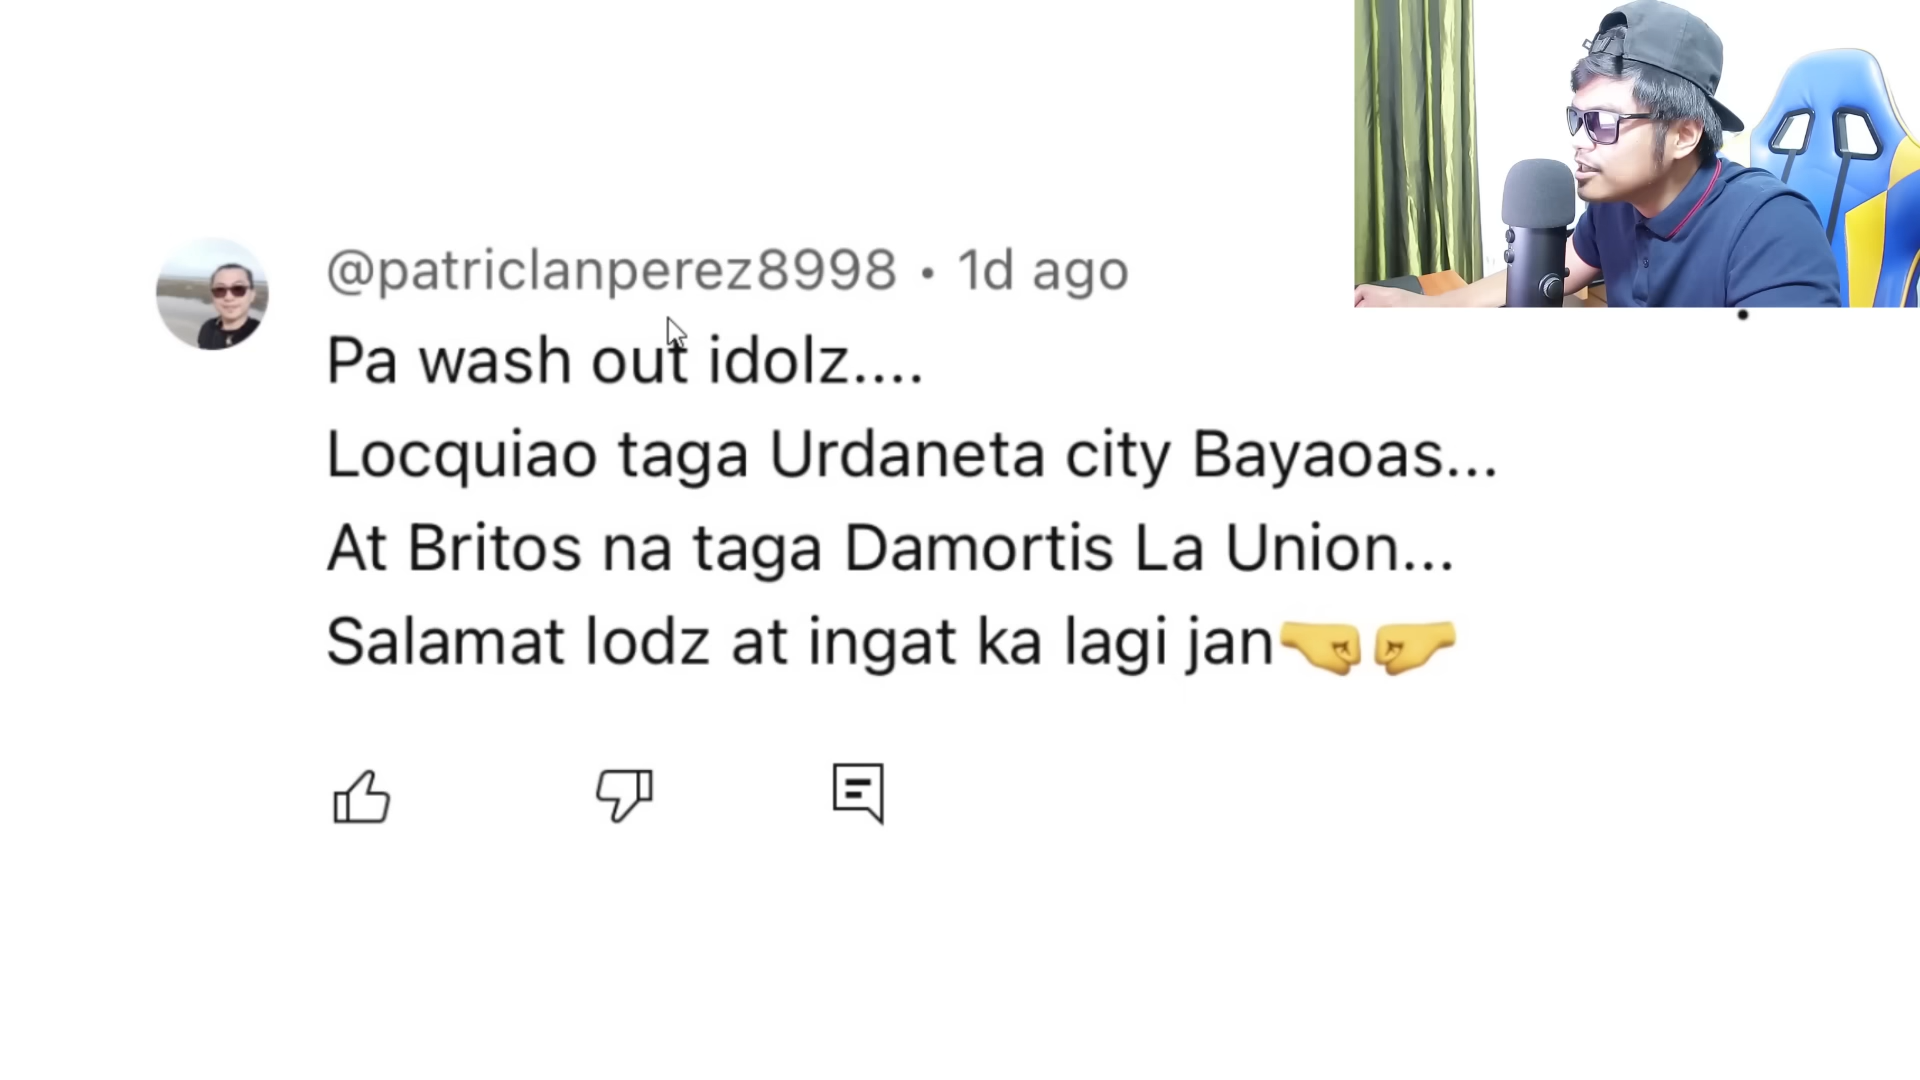 @patriclanperez8998 • 1d ago
Pa wash out idolz....
Locquiao taga Urdaneta city Bayaoas...
At Britos na taga Damortis La Union...
Salamat lodz at ingat ka lagi jan🤜🤛